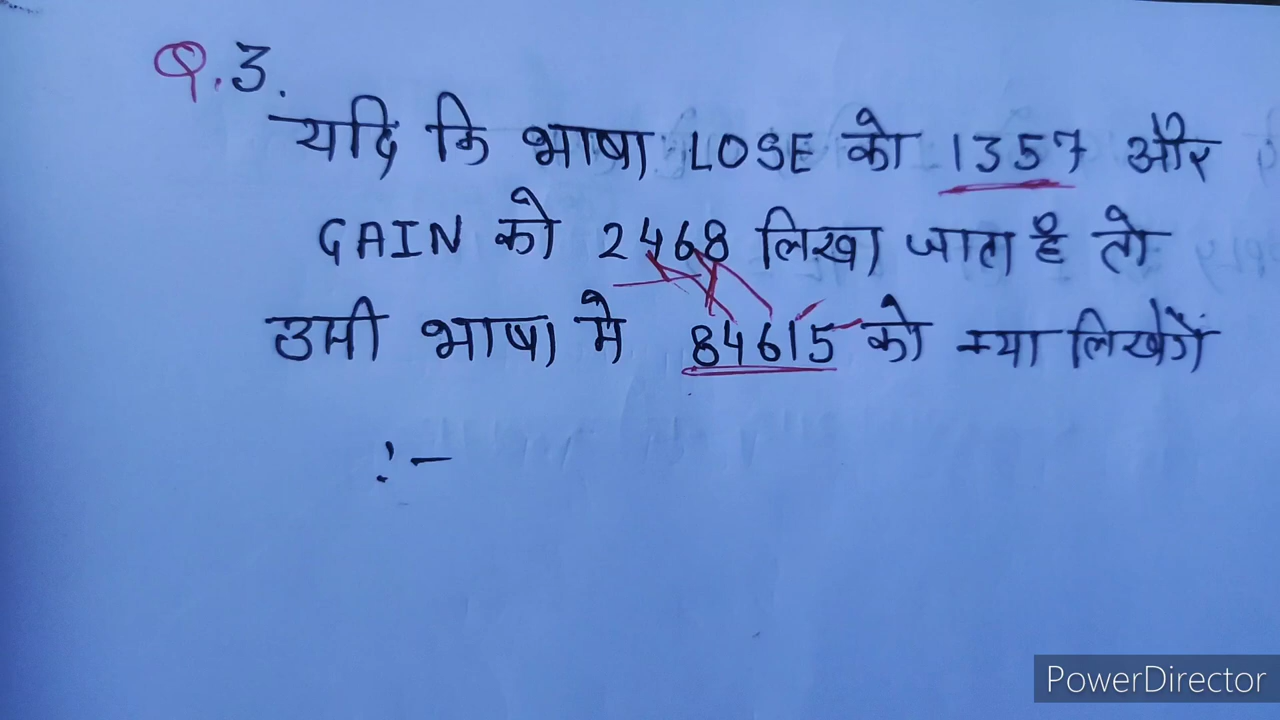 Q.3.
यदि कि भाषा LOSE को 1357 और
GAIN को 2468 लिखा जाता है तो
उसी भाषा मे 84615 को क्या लिखेगें
:-
PowerDirector